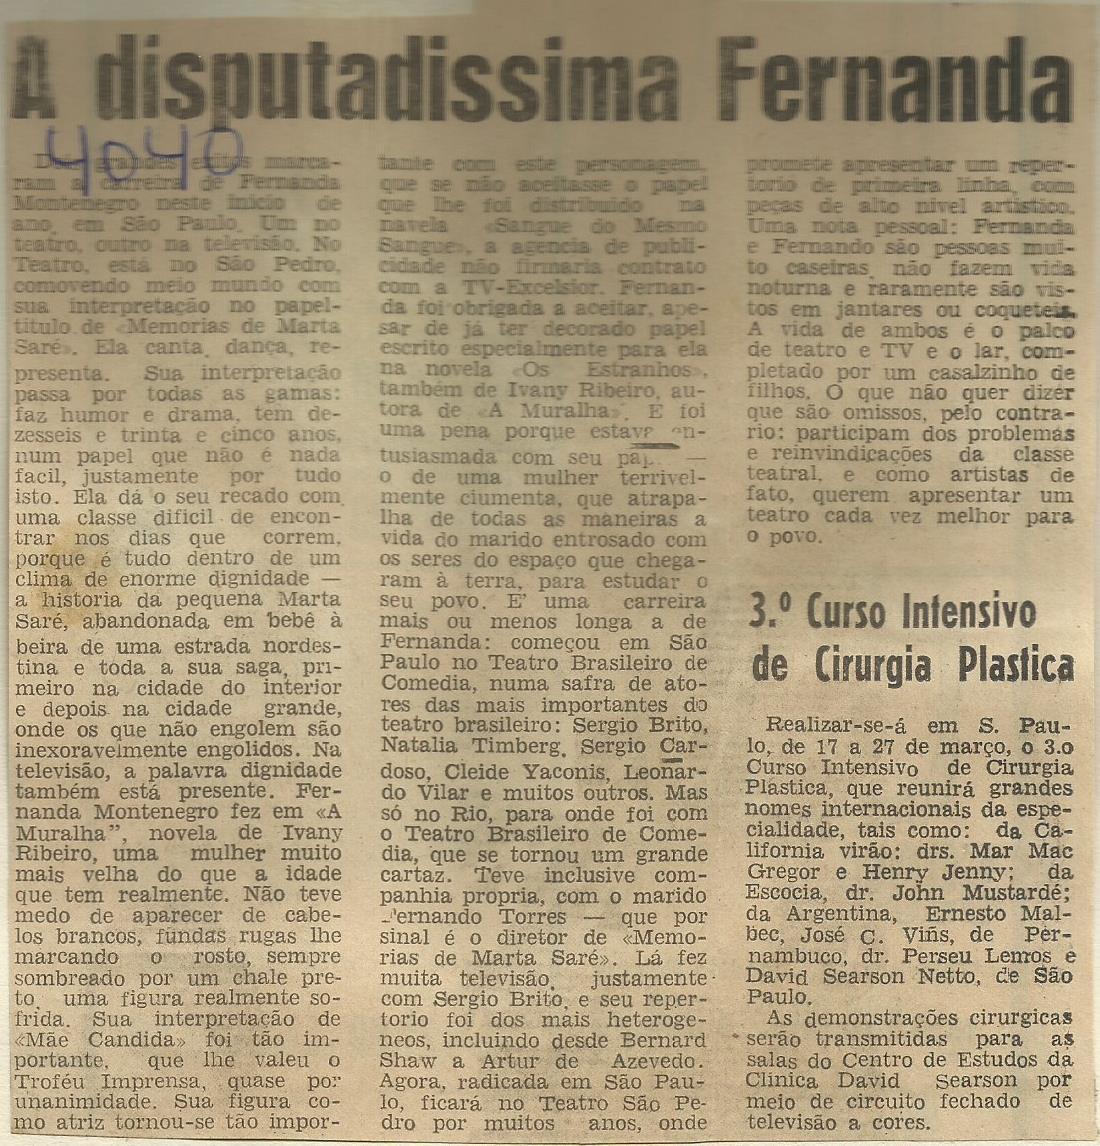 A disputadissima Fernanda
4040
grandes exitos marca-
ram a carreira de Fernanda
Montenegro neste inicio de
ano, em São Paulo. Um no
teatro, outro na televisão. No
Teatro, está no São Pedro,
comovendo meio mundo com
sua interpretação no papel-
titulo de «Memorias de Marta
Saré». Ela canta, dança, re-
presenta. Sua interpretação
passa por todas as gamas:
faz humor e drama, tem de-
zesseis e trinta e cinco anos,
num papel que não é nada
facil, justamente por tudo
isto. Ela dá o seu recado com
uma classe dificil de encon-
trar nos dias que correm,
porque é tudo dentro de um
clima de enorme dignidade —
a historia da pequena Marta
Saré, abandonada em bebê à
beira de uma estrada nordes-
tina e toda a sua saga, pri-
meiro na cidade do interior
e depois na cidade grande,
onde os que não engolem são
inexoravelmente engolidos. Na
televisão, a palavra dignidade
também está presente. Fer-
nanda Montenegro fez em «A
Muralha”, novela de Ivany
Ribeiro, uma mulher muito
mais velha do que a idade
que tem realmente. Não teve
medo de aparecer de cabe-
los brancos, fundas rugas lhe
marcando o rosto, sempre
sombreado por um chale pre-
to, uma figura realmente so-
frida. Sua interpretação de
«Mãe Candida» foi tão im-
portante, que lhe valeu o
Troféu Imprensa, quase por
unanimidade. Sua figura co-
mo atriz tornou-se tão impor-
tante com este personagem
que se não aceitasse o papel
que lhe foi distribuido na
navela «Sangue do Mesmo
Sangue», a agencia de publi-
cidade não firmaria contrato
com a TV-Excelsior. Fernan-
da foi obrigada a aceitar, ape-
sar de já ter decorado papel
escrito especialmente para ela
na novela «Os Estranhos»,
também de Ivany Ribeiro, au-
tora de «A Muralha». E foi
uma pena porque estava en-
tusiasmada com seu pap. —
o de uma mulher terrivel-
mente ciumenta, que atrapa-
lha de todas as maneiras a
vida do marido entrosado com
os seres do espaço que chega-
ram à terra, para estudar o
seu povo. E' uma carreira
mais ou menos longa a de
Fernanda: começou em São
Paulo no Teatro Brasileiro de
Comedia, numa safra de ato-
res das mais importantes do
teatro brasileiro: Sergio Brito,
Natalia Timberg, Sergio Car-
doso, Cleide Yaconis, Leonar-
do Vilar e muitos outros. Mas
só no Rio, para onde foi com
o Teatro Brasileiro de Come-
dia, que se tornou um grande
cartaz. Teve inclusive com-
panhia propria, com o marido
Fernando Torres — que por
sinal é o diretor de «Memo-
rias de Marta Saré». Lá fez
muita televisão, justamente
com Sergio Brito, e seu reper-
torio foi dos mais heteroge-
neos, incluindo desde Bernard
Shaw a Artur de Azevedo.
Agora, radicada em São Pau-
lo, ficará no Teatro São Pe-
dro por muitos anos, onde
promete apresentar um reper-
torio de primeira linha, com
peças de alto nivel artistico.
Uma nota pessoal: Fernanda
e Fernando são pessoas mui-
to caseiras, não fazem vida
noturna e raramente são vis-
tos em jantares ou coqueteis.
A vida de ambos é o palco
de teatro e TV e o lar, com-
pletado por um casalzinho de
filhos. O que não quer dizer
que são omissos, pelo contra-
rio: participam dos problemas
e reinvindicações da classe
teatral, e como artistas de
fato, querem apresentar um
teatro cada vez melhor para
o povo.
3.º Curso Intensivo
de Cirurgia Plastica
Realizar-se-á em S. Pau-
lo, de 17 a 27 de março, o 3.o
Curso Intensivo de Cirurgia
Plástica, que reunirá grandes
nomes internacionais da espe-
cialidade, tais como: da Ca-
lifornia virão: drs. Mar Mac
Gregor e Henry Jenny; da
Escocia, dr. John Mustardé;
da Argentina, Ernesto Mal-
bec, José C. Viñs, de Per-
nambuco, dr. Perseu Lemos e
David Searson Netto, de São
Paulo.
As demonstrações cirurgicas
serão transmitidas para as
salas do Centro de Estudos da
Clinica David Searson por
meio de circuito fechado de
televisão a cores.